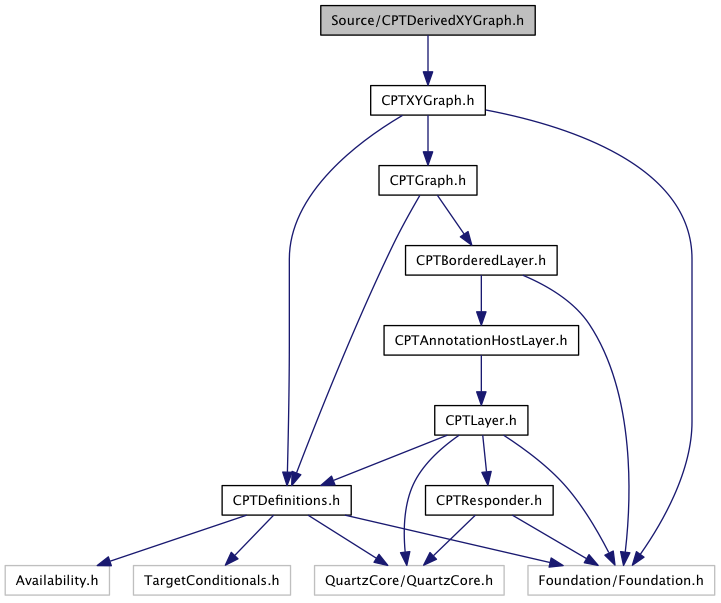 Source/CPTDerivedXYGraph.h
CPTXYGraph.h
CPTGraph.h
CPTBorderedLayer.h
CPTAnnotationHostLayer.h
CPTLayer.h
CPTDefinitions.h
CPTResponder.h
Availability.h
TargetConditionals.h
QuartzCore/QuartzCore.h
Foundation/Foundation.h